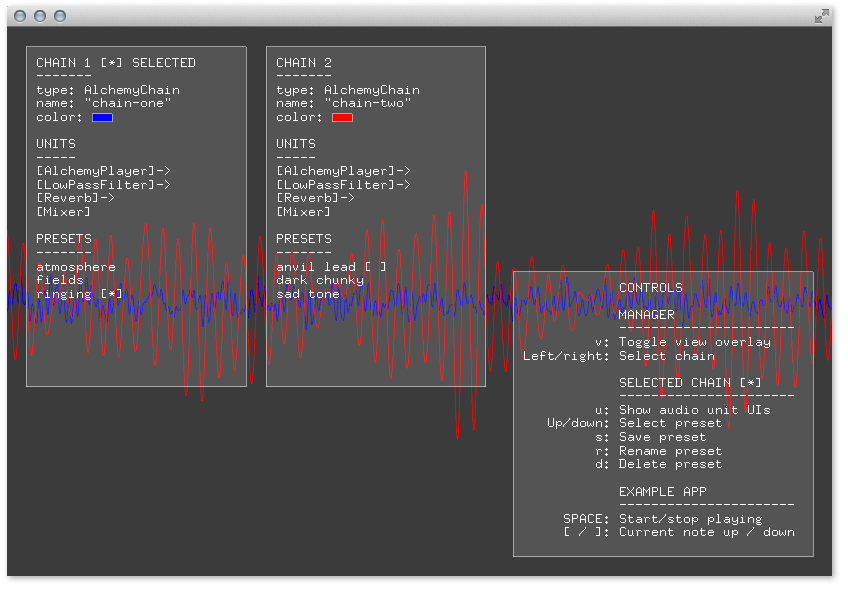 CHAIN 1 [*] SELECTED
-------
type: AlchemyChain
name: "chain-one"
color:
UNITS
-----
[AlchemyPlayer]->
[LowPassFilter]->
[Reverb]->
[Mixer]
PRESETS
-------
atmosphere
fields
ringing [*]
CHAIN 2
-------
type: AlchemyChain
name: "chain-two"
color:
UNITS
-----
[AlchemyPlayer]->
[LowPassFilter]->
[Reverb]->
[Mixer]
PRESETS
-------
anvil lead [ ]
dark chunky
sad tone
CONTROLS
MANAGER
----------------------
v: Toggle view overlay
Left/right: Select chain
SELECTED CHAIN [*]
----------------------
u: Show audio unit UIs
Up/down: Select preset
s: Save preset
r: Rename preset
d: Delete preset
EXAMPLE APP
----------------------
SPACE: Start/stop playing
[ / ]: Current note up / down